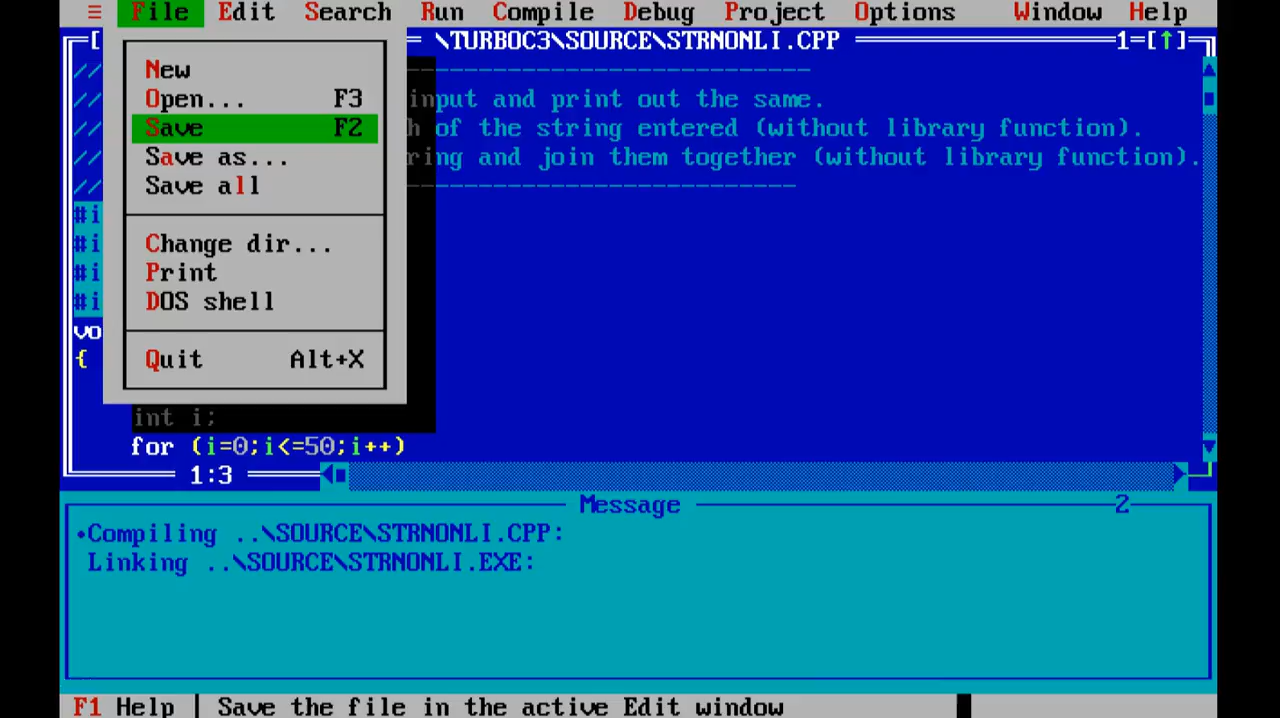 ≡ File Edit Search Run Compile Debug Project Options Window Help
[ \TURBOC3\SOURCE\STRNONLI.CPP 1=[↑]
New
Open... F3
Save F2
Save as...
Save all
Change dir...
Print
DOS shell
Quit Alt+X
//
// input and print out the same.
// h of the string entered (without library function).
// ring and join them together (without library function).
//
#i
#i
#i
#i
vo
{
int i;
for (i=0;i<=50;i++)
1:3
Message 2
•Compiling ..\SOURCE\STRNONLI.CPP:
Linking ..\SOURCE\STRNONLI.EXE:
F1 Help | Save the file in the active Edit window